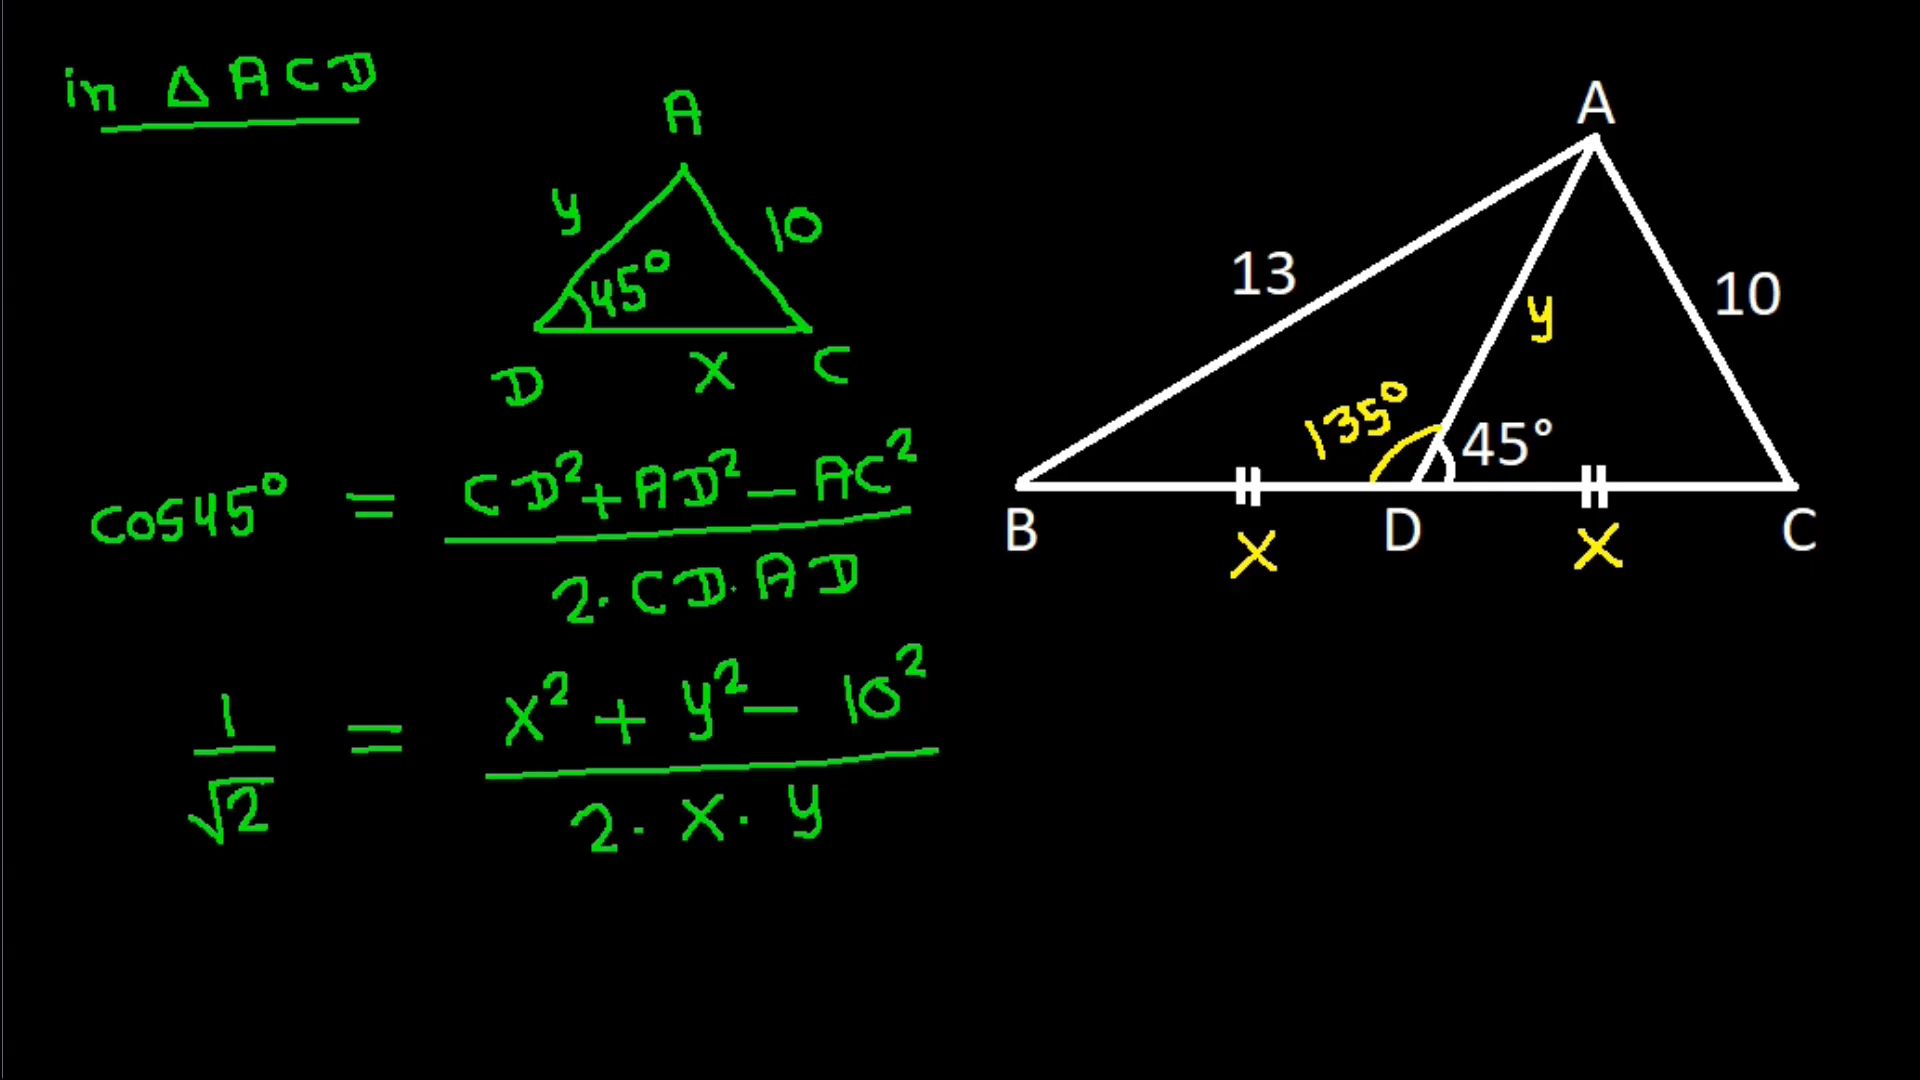 in △ ACD
A
y
10
45°
D
X
C
cos45° = CD²+AD²-AC² / 2·CD·AD
1/√2 = x² + y² - 10² / 2·x·y
A
13
y
10
135°
45°
B
D
C
X
X